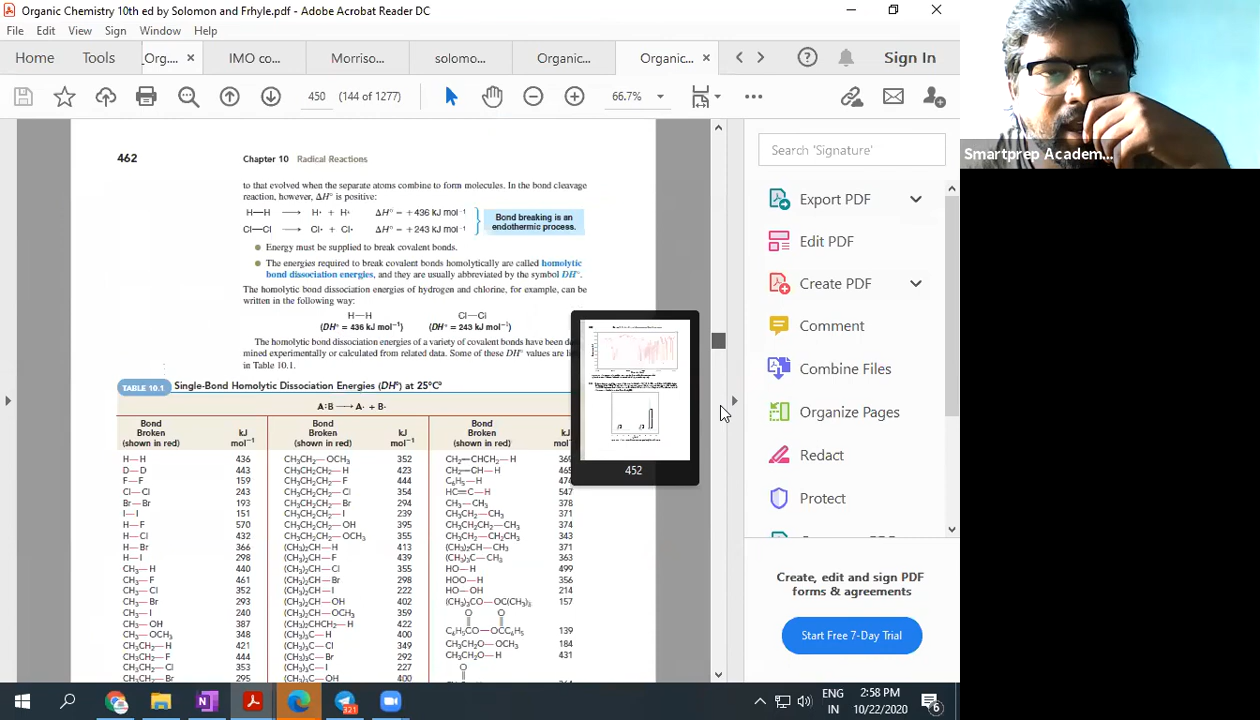 Organic Chemistry 10th ed by Solomon and Frhyle.pdf - Adobe Acrobat Reader DC
File Edit View Sign Window Help
Home Tools _Org.... IMO co... Morriso... solomo... Organic... Organic... Sign In
450 (144 of 1277) 66.7%
Smartprep Academ...
462 Chapter 10 Radical Reactions
to that evolved when the separate atoms combine to form molecules. In the bond cleavage
reaction, however, ΔH° is positive:
H—H ⟶ H· + H· ΔH° = +436 kJ mol⁻¹
Cl—Cl ⟶ Cl· + Cl· ΔH° = +243 kJ mol⁻¹
Bond breaking is an
endothermic process.
● Energy must be supplied to break covalent bonds.
● The energies required to break covalent bonds homolytically are called homolytic
bond dissociation energies, and they are usually abbreviated by the symbol DH°.
The homolytic bond dissociation energies of hydrogen and chlorine, for example, can be
written in the following way:
H—H Cl—Cl
(DH° = 436 kJ mol⁻¹) (DH° = 243 kJ mol⁻¹)
The homolytic bond dissociation energies of a variety of covalent bonds have been de
mined experimentally or calculated from related data. Some of these DH° values are li
in Table 10.1.
TABLE 10.1 Single-Bond Homolytic Dissociation Energies (DH°) at 25°C
A:B ⟶ A· + B·
Bond Broken (shown in red) kJ mol⁻¹ Bond Broken (shown in red) kJ mol⁻¹ Bond Broken (shown in red) kJ
H—H 436 CH₃CH₂—OCH₃ 352 CH₂=CHCH₂—H 369
D—D 443 CH₃CH₂CH₂—H 423 CH₂=CH—H 465
F—F 159 CH₃CH₂CH₂—F 444 C₆H₅—H 474
Cl—Cl 243 CH₃CH₂CH₂—Cl 354 HC≡C—H 547
Br—Br 193 CH₃CH₂CH₂—Br 294 CH₃—CH₃ 378
I—I 151 CH₃CH₂CH₂—I 239 CH₃CH₂—CH₃ 371
H—F 570 CH₃CH₂CH₂—OH 395 CH₃CH₂CH₂—CH₃ 374
H—Cl 432 CH₃CH₂CH₂—OCH₃ 355 CH₃CH₂—CH₂CH₃ 343
H—Br 366 (CH₃)₂CH—H 413 (CH₃)₂CH—CH₃ 371
H—I 298 (CH₃)₂CH—F 439 (CH₃)₃C—CH₃ 363
CH₃—H 440 (CH₃)₂CH—Cl 355 HO—H 499
CH₃—F 461 (CH₃)₂CH—Br 298 HOO—H 356
CH₃—Cl 352 (CH₃)₂CH—I 222 HO—OH 214
CH₃—Br 293 (CH₃)₂CH—OH 402 (CH₃)₃CO—OC(CH₃)₃ 157
CH₃—I 240 (CH₃)₂CH—OCH₃ 359 O O
CH₃—OH 387 (CH₃)₂CHCH₂—H 422
CH₃—OCH₃ 348 (CH₃)₃C—H 400 C₆H₅CO—OCC₆H₅ 139
CH₃CH₂—H 421 (CH₃)₃C—Cl 349 CH₃CH₂O—OCH₃ 184
CH₃CH₂—F 444 (CH₃)₃C—Br 292 CH₃CH₂O—H 431
CH₃CH₂—Cl 353 (CH₃)₃C—I 227 O
CH₃CH₂—Br 295 (CH₃)₃C—OH 400
452
Search 'Signature'
Export PDF
Edit PDF
Create PDF
Comment
Combine Files
Organize Pages
Redact
Protect
Create, edit and sign PDF
forms & agreements
Start Free 7-Day Trial
321
ENG
IN
2:58 PM
10/22/2020
6